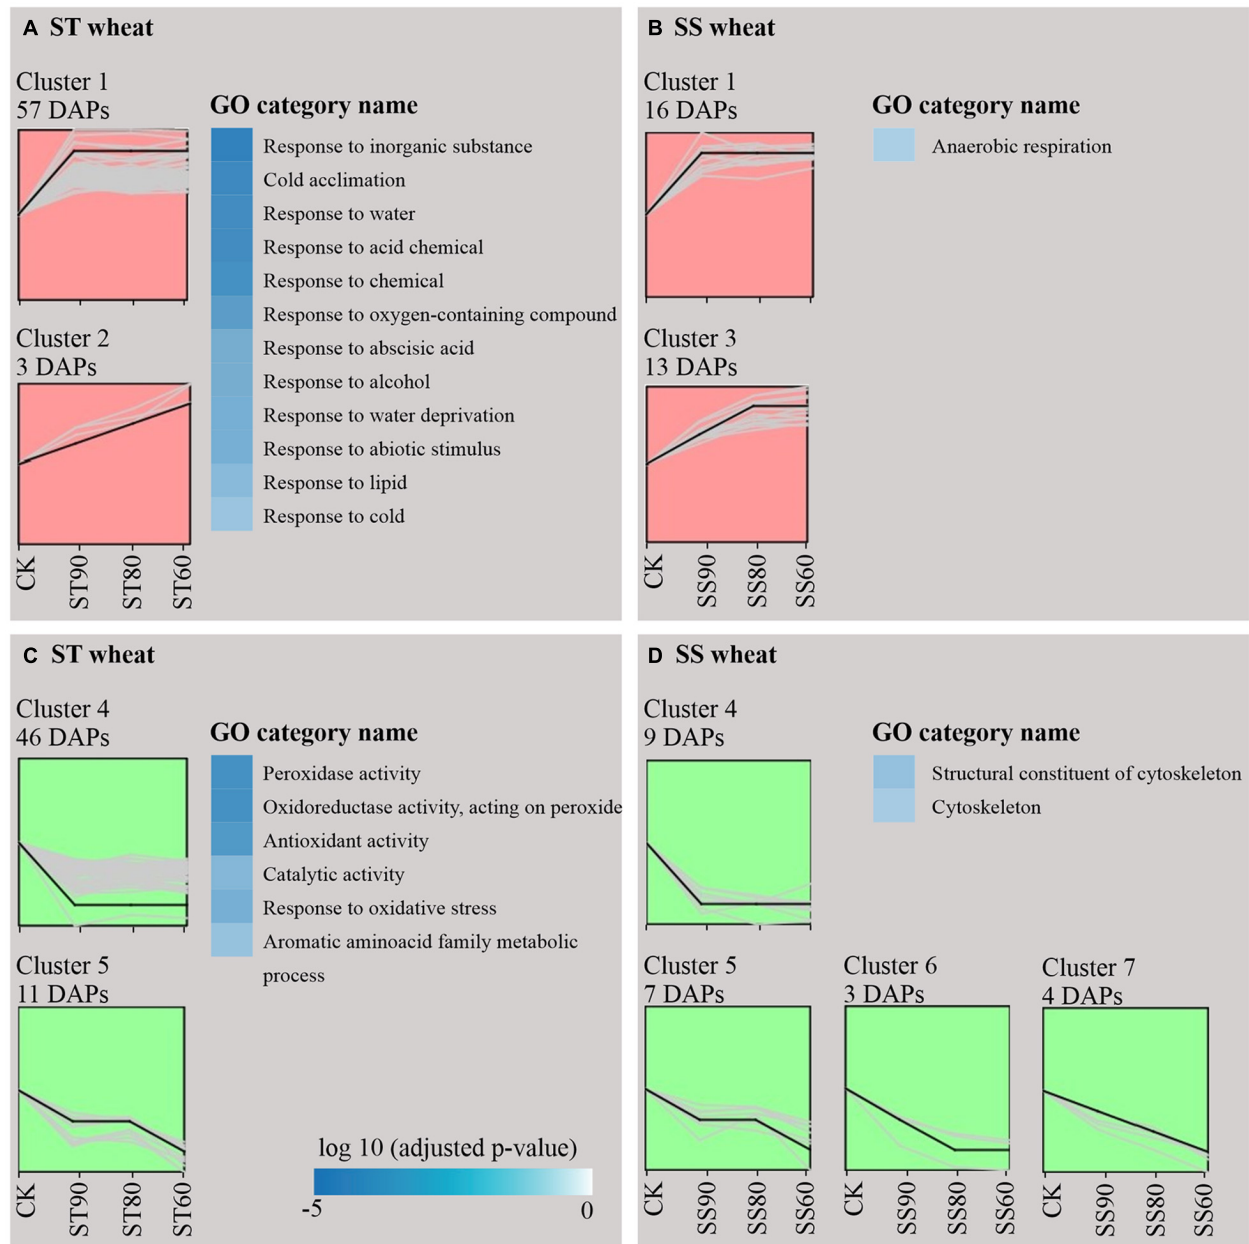 A ST wheat
Cluster 1
57 DAPs
GO category name
Response to inorganic substance
Cold acclimation
Response to water
Response to acid chemical
Response to chemical
Response to oxygen-containing compound
Response to abscisic acid
Response to alcohol
Response to water deprivation
Response to abiotic stimulus
Response to lipid
Response to cold
Cluster 2
3 DAPs
CK
ST90
ST80
ST60
B SS wheat
Cluster 1
16 DAPs
GO category name
Anaerobic respiration
Cluster 3
13 DAPs
CK
SS90
SS80
SS60
C ST wheat
Cluster 4
46 DAPs
GO category name
Peroxidase activity
Oxidoreductase activity, acting on peroxide
Antioxidant activity
Catalytic activity
Response to oxidative stress
Aromatic aminoacid family metabolic
process
Cluster 5
11 DAPs
CK
ST90
ST80
ST60
log 10 (adjusted p-value)
-5
0
D SS wheat
Cluster 4
9 DAPs
GO category name
Structural constituent of cytoskeleton
Cytoskeleton
Cluster 5
7 DAPs
CK
SS90
SS80
SS60
Cluster 6
3 DAPs
CK
SS90
SS80
SS60
Cluster 7
4 DAPs
CK
SS90
SS80
SS60